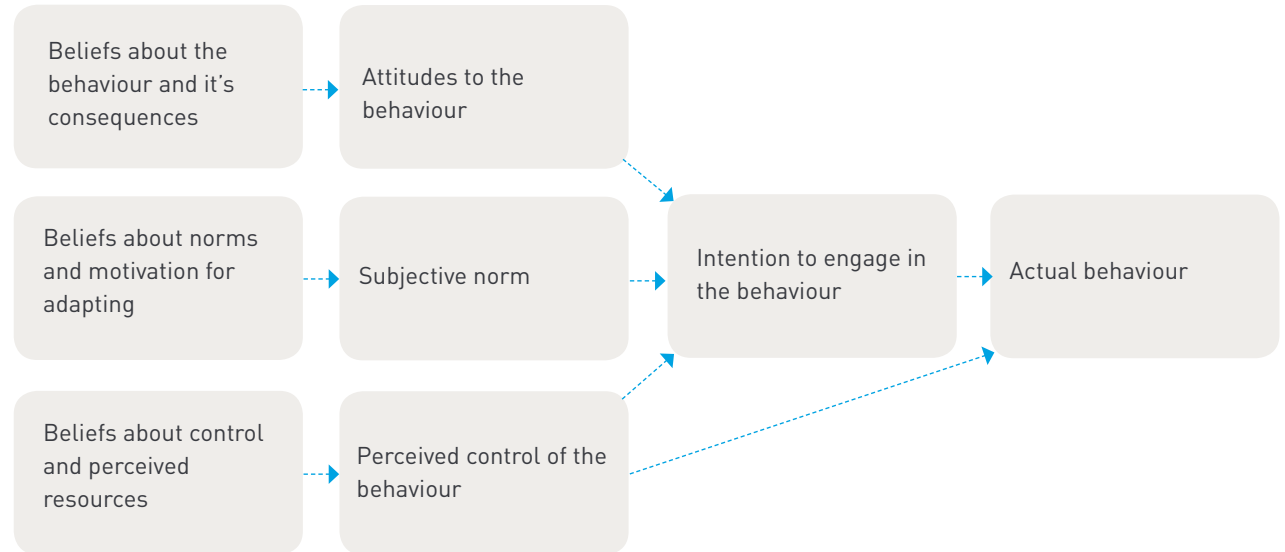 Beliefs about the
behaviour and it's
consequences
Attitudes to the
behaviour
Beliefs about norms
and motivation for
adapting
Subjective norm
Intention to engage in
the behaviour
Actual behaviour
Beliefs about control
and perceived
resources
Perceived control of the
behaviour